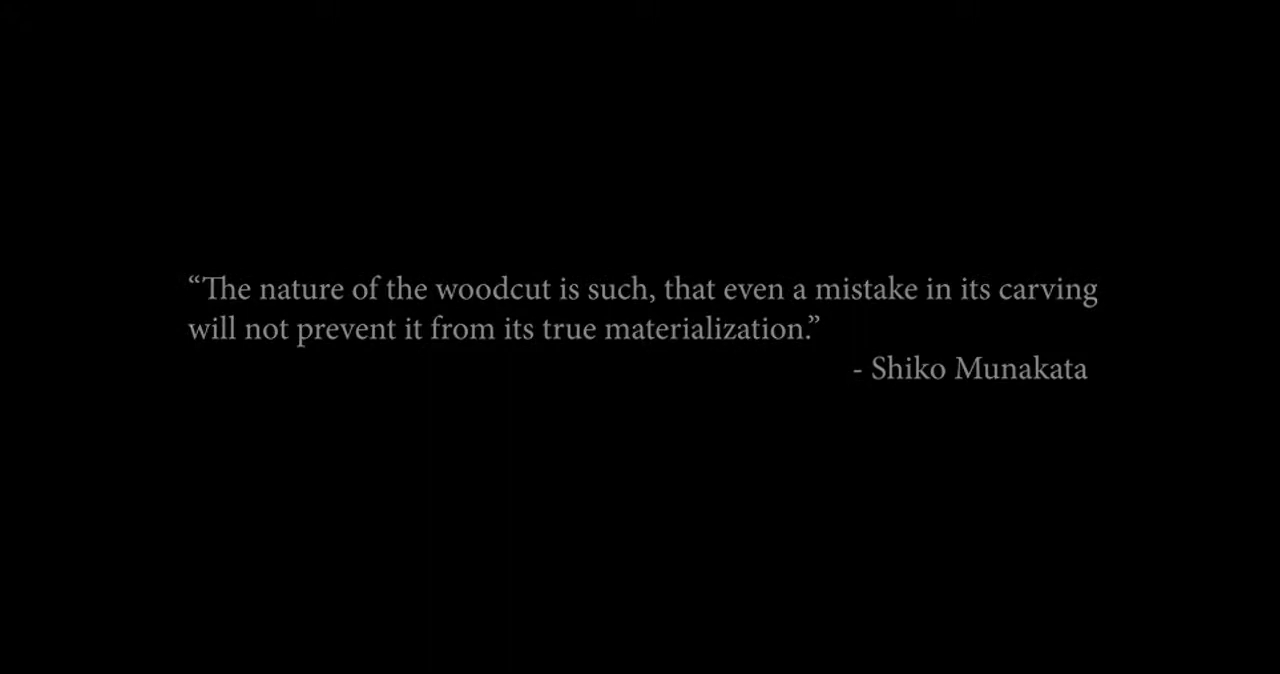 “The nature of the woodcut is such, that even a mistake in its carving
will not prevent it from its true materialization.”
- Shiko Munakata